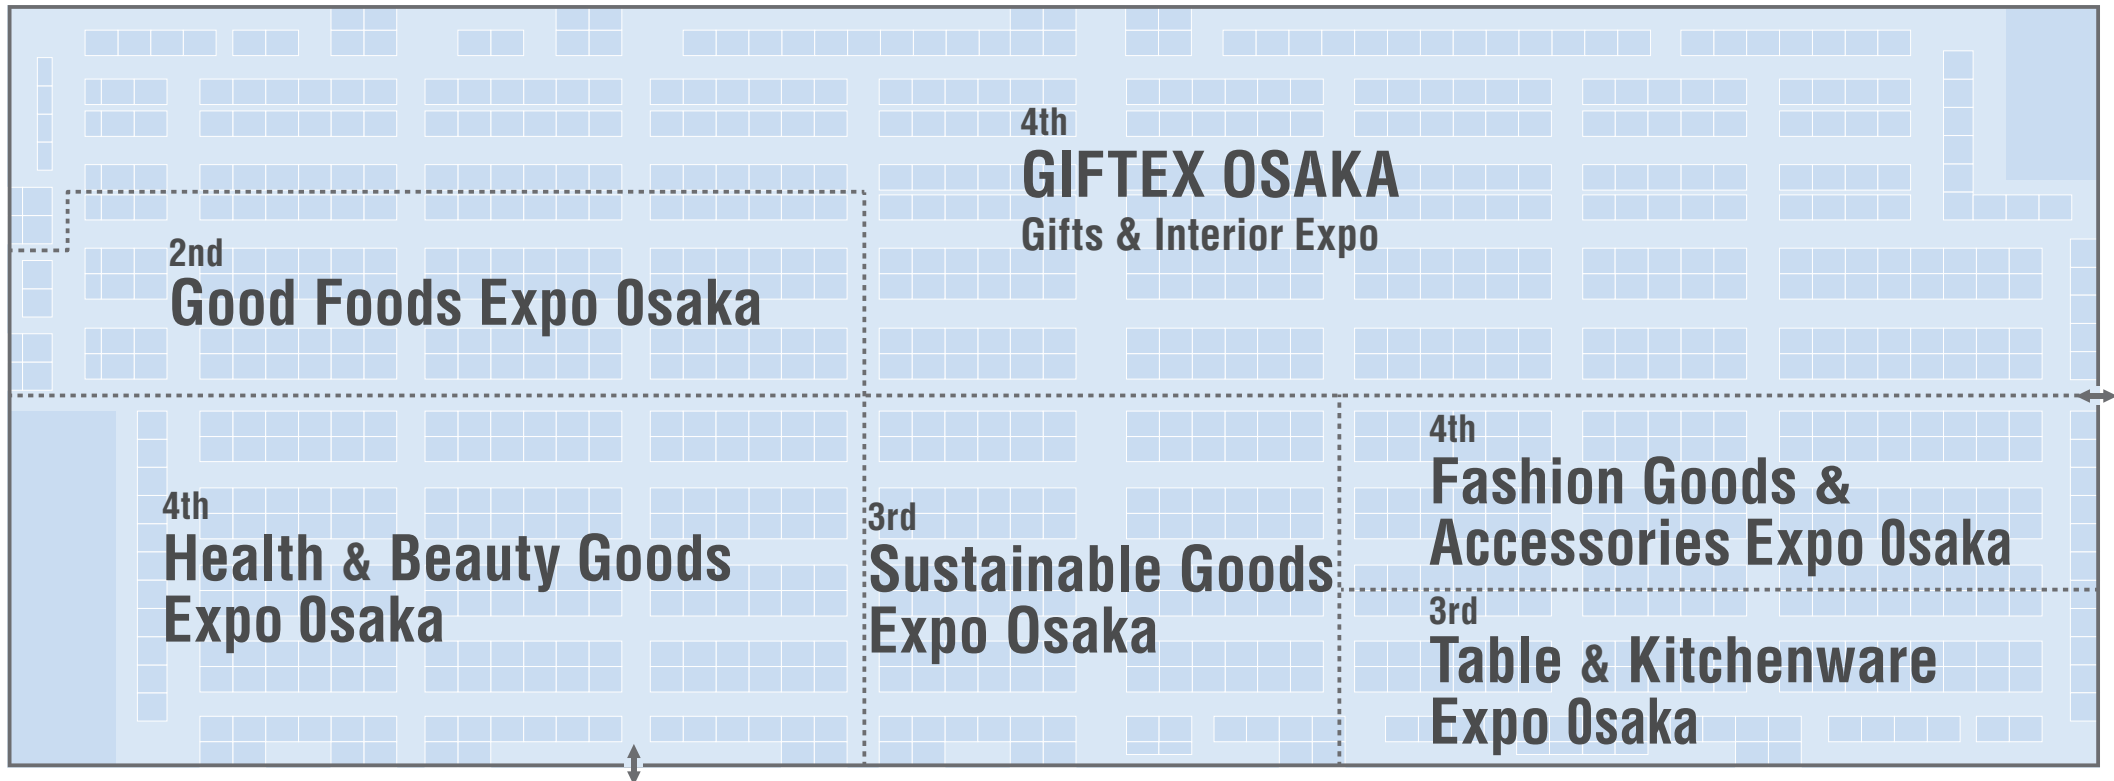 4th
GIFTEX OSAKA
Gifts & Interior Expo
2nd
Good Foods Expo Osaka
4th
Health & Beauty Goods
Expo Osaka
3rd
Sustainable Goods
Expo Osaka
4th
Fashion Goods &
Accessories Expo Osaka
3rd
Table & Kitchenware
Expo Osaka